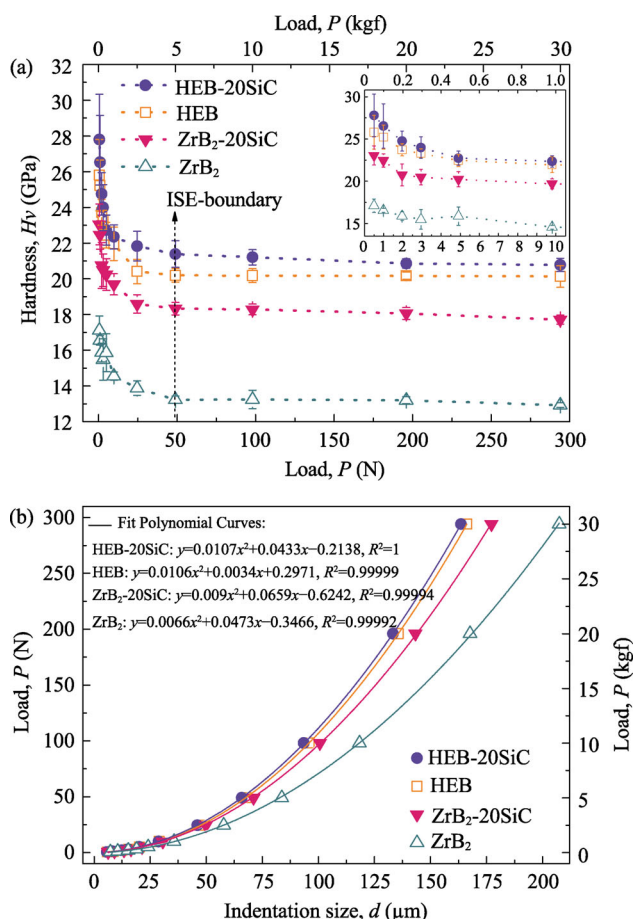 Load, P (kgf)
0 5 10 15 20 25 30
(a)
32
30
28
26
24
22
20
18
16
14
12
Hardness, Hv (GPa)
HEB-20SiC
HEB
ZrB₂-20SiC
ZrB₂
ISE-boundary
0 0.2 0.4 0.6 0.8 1.0
30
25
20
15
0 1 2 3 4 5 6 7 8 9 10
0 50 100 150 200 250 300
Load, P (N)
(b)
300
250
200
150
100
50
0
Load, P (N)
Fit Polynomial Curves:
HEB-20SiC: y=0.0107x²+0.0433x−0.2138, R²=1
HEB: y=0.0106x²+0.0034x+0.2971, R²=0.99999
ZrB₂-20SiC: y=0.009x²+0.0659x−0.6242, R²=0.99994
ZrB₂: y=0.0066x²+0.0473x−0.3466, R²=0.99992
HEB-20SiC
HEB
ZrB₂-20SiC
ZrB₂
30
25
20
15
10
5
0
Load, P (kgf)
0 25 50 75 100 125 150 175 200
Indentation size, d (μm)